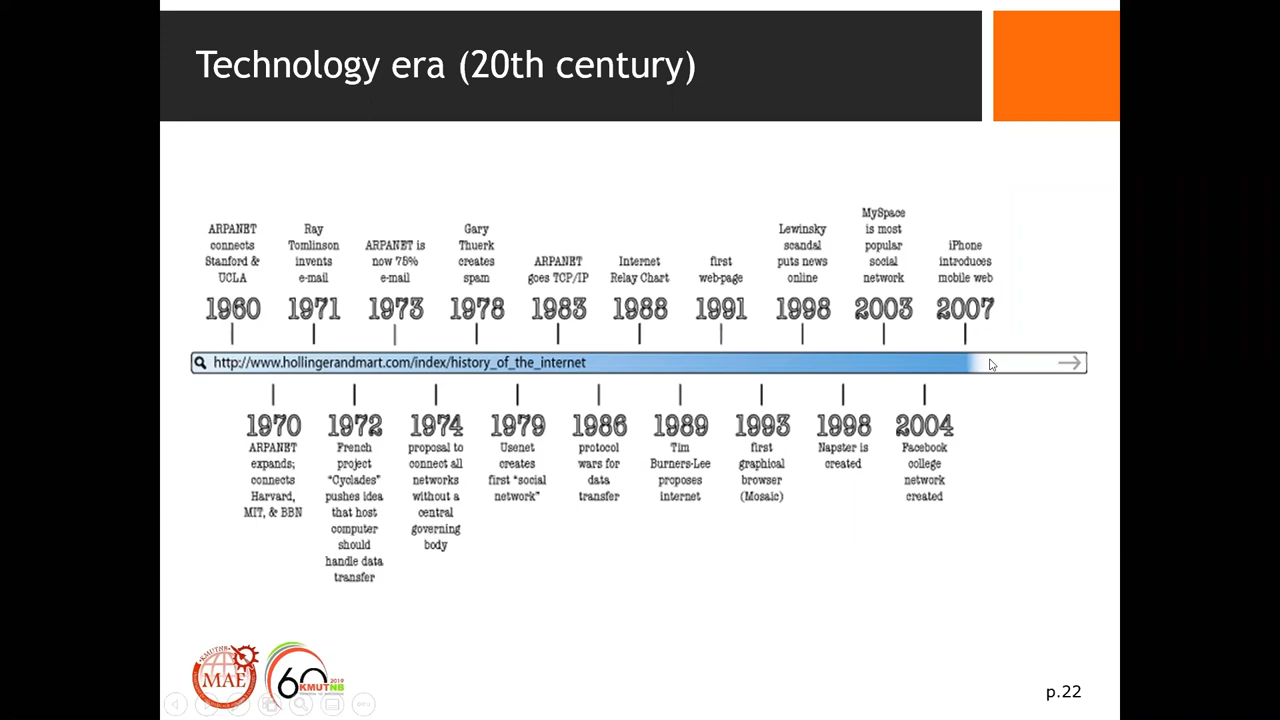 Technology era (20th century)
ARPANET
connects
Stanford &
UCLA
1960
Ray
Tomlinson
invents
e-mail
1971
ARPANET is
now 75%
e-mail
1973
Gary
Thuerk
creates
spam
1978
ARPANET
goes TCP/IP
1983
Internet
Relay Chart
1988
first
web-page
1991
Lewinsky
scandal
puts news
online
1998
MySpace
is most
popular
social
network
2003
iPhone
introduces
mobile web
2007
http://www.hollingerandmart.com/index/history_of_the_internet
1970
ARPANET
expands;
connects
Harvard,
MIT, & BBN
1972
French
project
“Cyclades”
pushes idea
that host
computer
should
handle data
transfer
1974
proposal to
connect all
networks
without a
central
governing
body
1979
Usenet
creates
first “social
network”
1986
protocol
wars for
data
transfer
1989
Tim
Burners-Lee
proposes
internet
1993
first
graphical
browser
(Mosaic)
1998
Napster is
created
2004
Facebook
college
network
created
KMUTNB
MAE
60
2019
KMUTNB
p.22